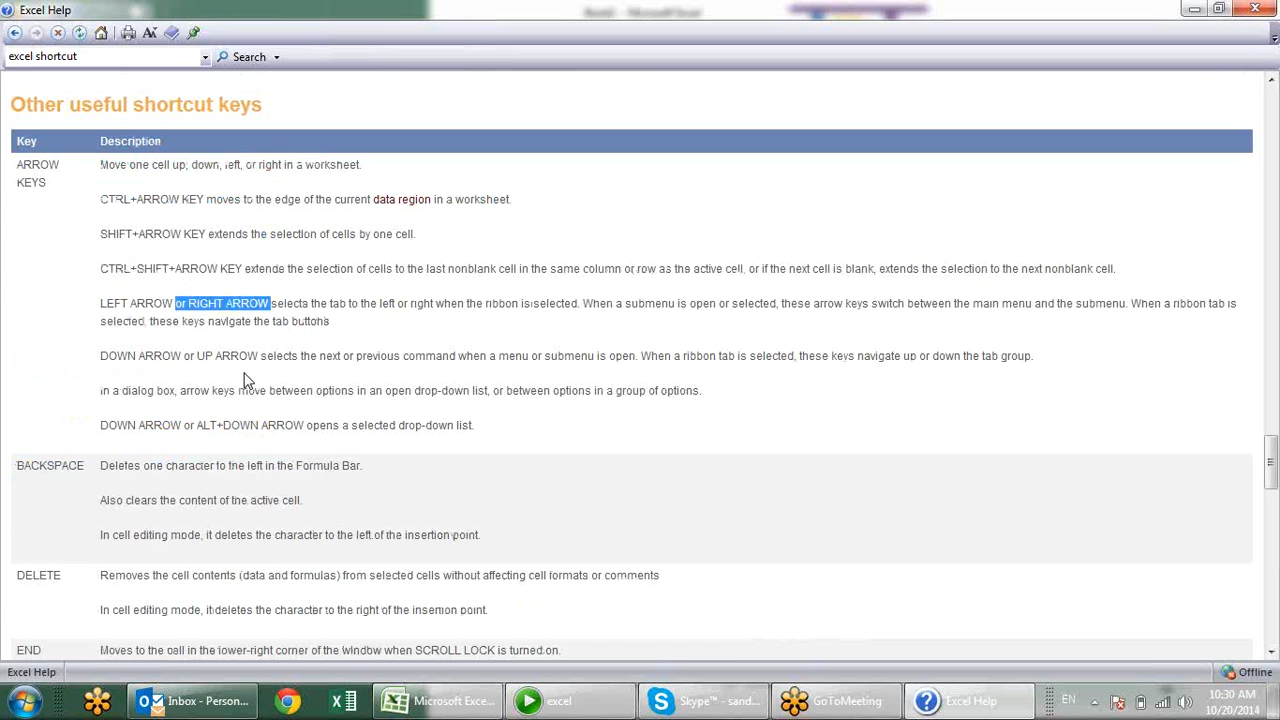 Excel Help
excel shortcut
Search
Other useful shortcut keys
Key Description
ARROW KEYS
Move one cell up, down, left, or right in a worksheet.
CTRL+ARROW KEY moves to the edge of the current data region in a worksheet.
SHIFT+ARROW KEY extends the selection of cells by one cell.
CTRL+SHIFT+ARROW KEY extends the selection of cells to the last nonblank cell in the same column or row as the active cell, or if the next cell is blank, extends the selection to the next nonblank cell.
LEFT ARROW or RIGHT ARROW selects the tab to the left or right when the ribbon is selected. When a submenu is open or selected, these arrow keys switch between the main menu and the submenu. When a ribbon tab is
selected, these keys navigate the tab buttons.
DOWN ARROW or UP ARROW selects the next or previous command when a menu or submenu is open. When a ribbon tab is selected, these keys navigate up or down the tab group.
In a dialog box, arrow keys move between options in an open drop-down list, or between options in a group of options.
DOWN ARROW or ALT+DOWN ARROW opens a selected drop-down list.
BACKSPACE Deletes one character to the left in the Formula Bar.
Also clears the content of the active cell.
In cell editing mode, it deletes the character to the left of the insertion point.
DELETE Removes the cell contents (data and formulas) from selected cells without affecting cell formats or comments
In cell editing mode, it deletes the character to the right of the insertion point.
END Moves to the cell in the lower-right corner of the window when SCROLL LOCK is turned on.
Excel Help Offline
Inbox - Person... Microsoft Exce... excel Skype™ - sand... GoToMeeting Excel Help EN 10:30 AM
10/20/2014